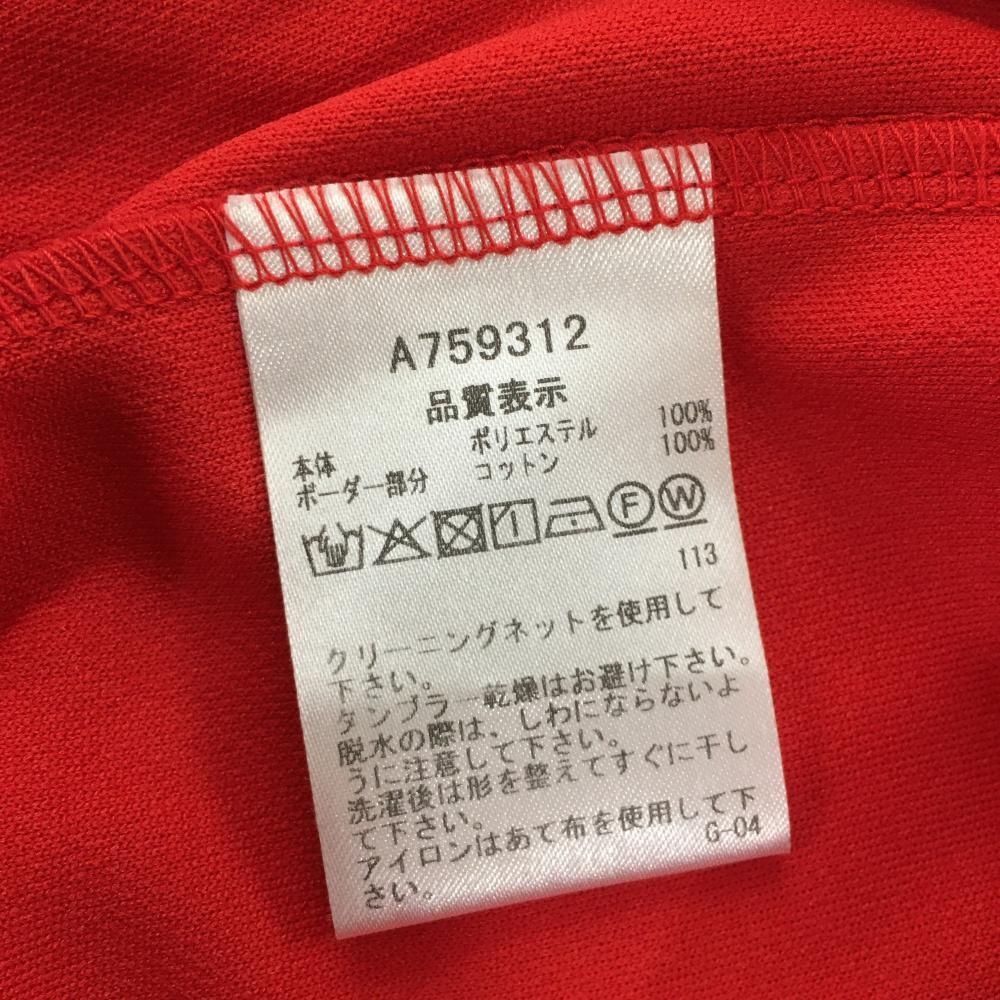 A759312
品質表示
本体 ポリエステル 100%
ボーダー部分 コットン 100%
F W
113
クリーニングネットを使用して
下さい。
タンブラー乾燥はお避け下さい。
脱水の際は、しわにならないよ
うに注意して下さい。
洗濯後は形を整えてすぐに干し
て下さい。
アイロンはあて布を使用して下
さい。
G-04